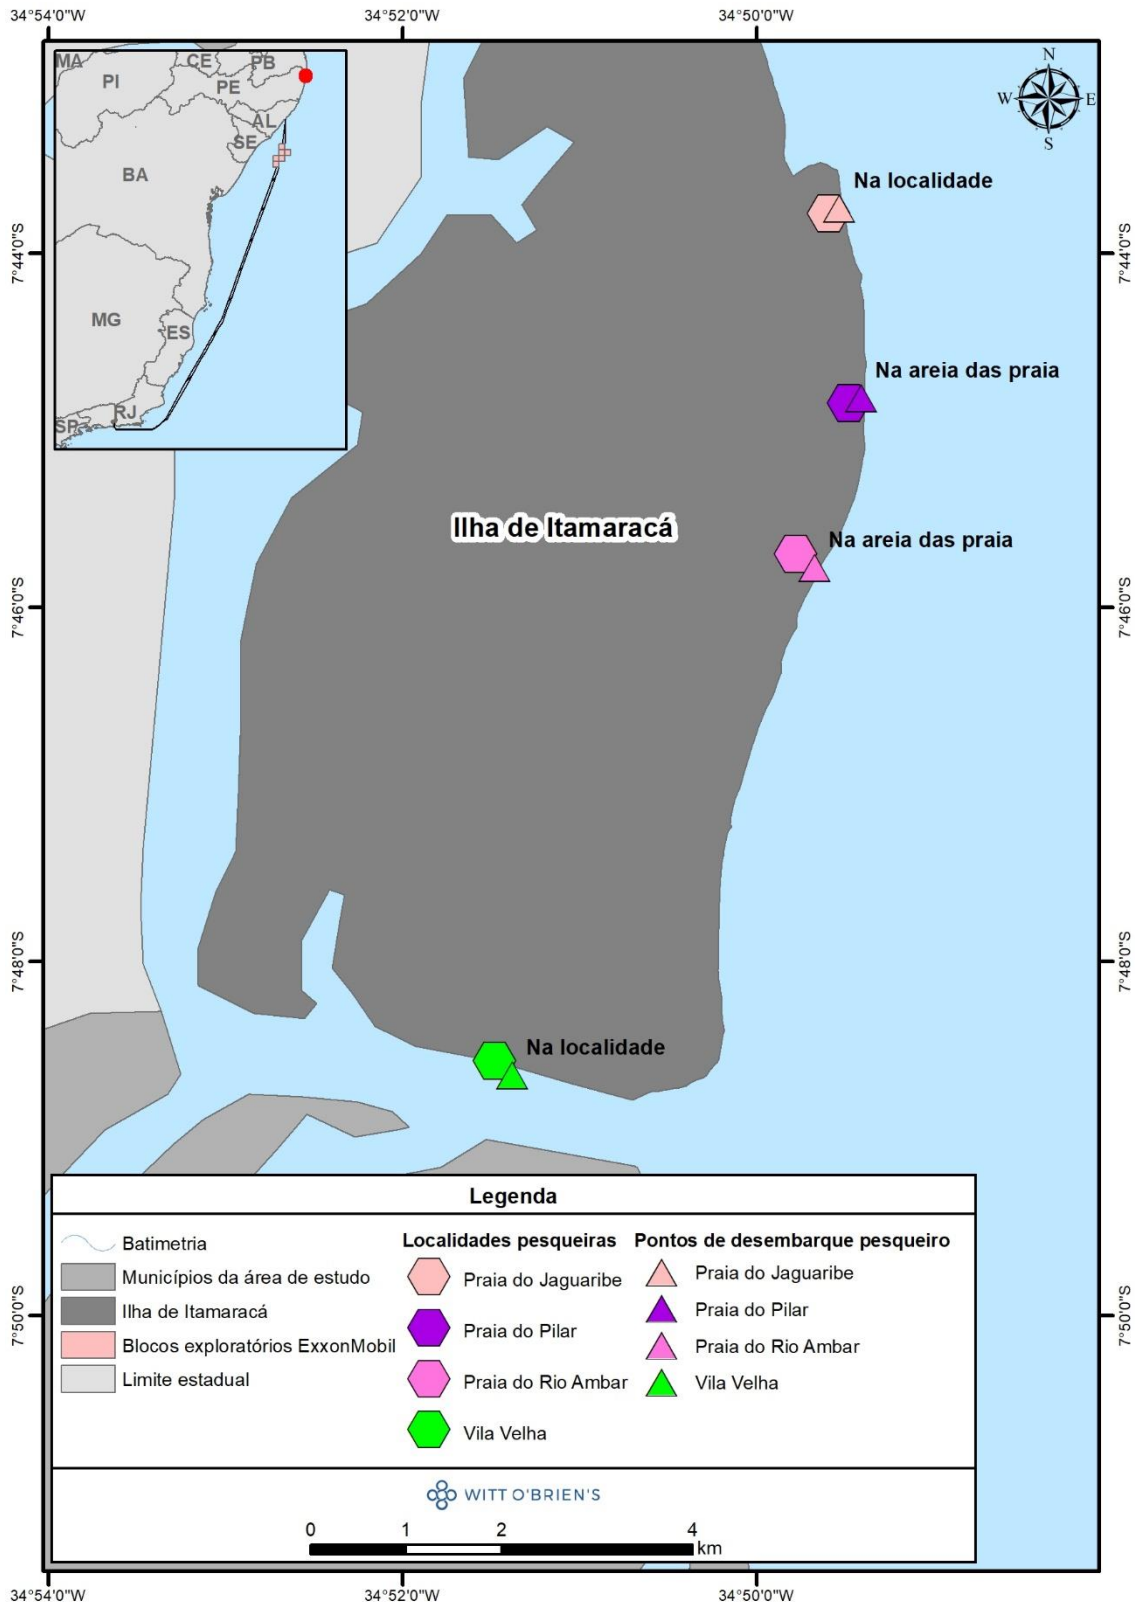 34°54'0"W
34°52'0"W
34°50'0"W
MA
PI
CE
PB
PE
AL
SE
BA
MG
ES
RJ
SP
N
W
E
S
Na localidade
7°44'0"S
7°44'0"S
Na areia das praia
Ilha de Itamaracá
Na areia das praia
7°46'0"S
7°46'0"S
7°48'0"S
7°48'0"S
Na localidade
Legenda
Batimetria
Municípios da área de estudo
Ilha de Itamaracá
Blocos exploratórios ExxonMobil
Limite estadual
Localidades pesqueiras
Praia do Jaguaribe
Praia do Pilar
Praia do Rio Ambar
Vila Velha
Pontos de desembarque pesqueiro
Praia do Jaguaribe
Praia do Pilar
Praia do Rio Ambar
Vila Velha
7°50'0"S
7°50'0"S
WITT O'BRIEN'S
0 1 2 4
km
34°54'0"W
34°52'0"W
34°50'0"W